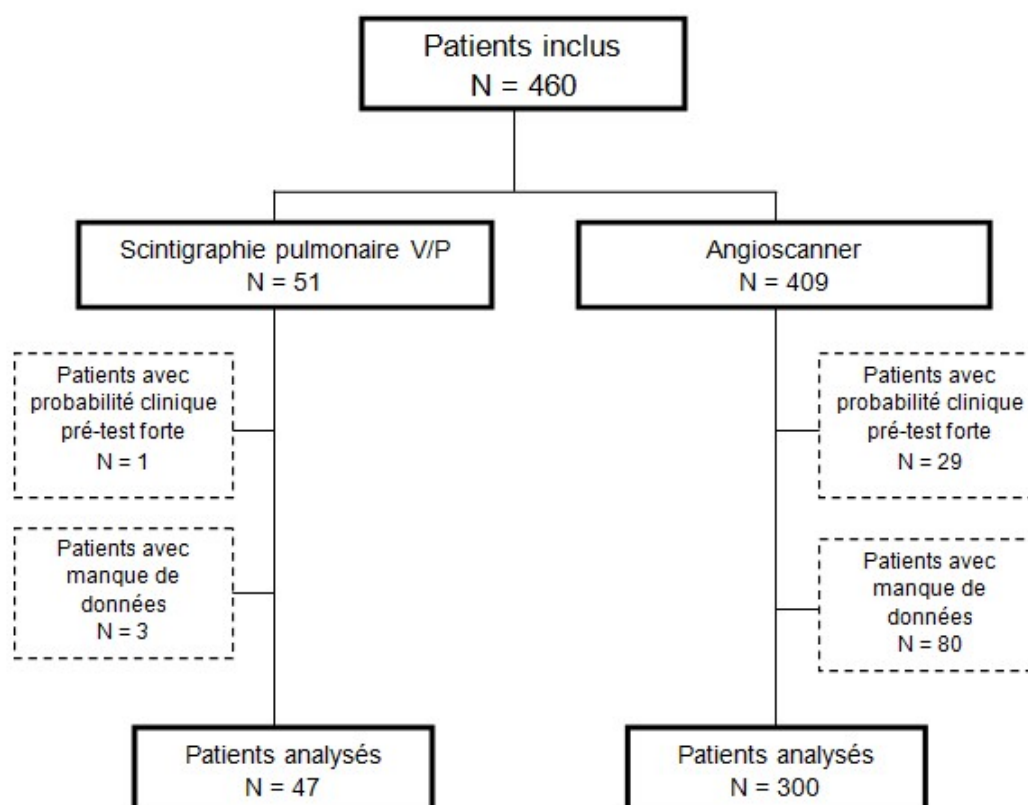 Patients inclus
N = 460
Scintigraphie pulmonaire V/P
N = 51
Angioscanner
N = 409
Patients avec
probabilité clinique
pré-test forte
N = 1
Patients avec
probabilité clinique
pré-test forte
N = 29
Patients avec
manque de
données
N = 3
Patients avec
manque de
données
N = 80
Patients analysés
N = 47
Patients analysés
N = 300